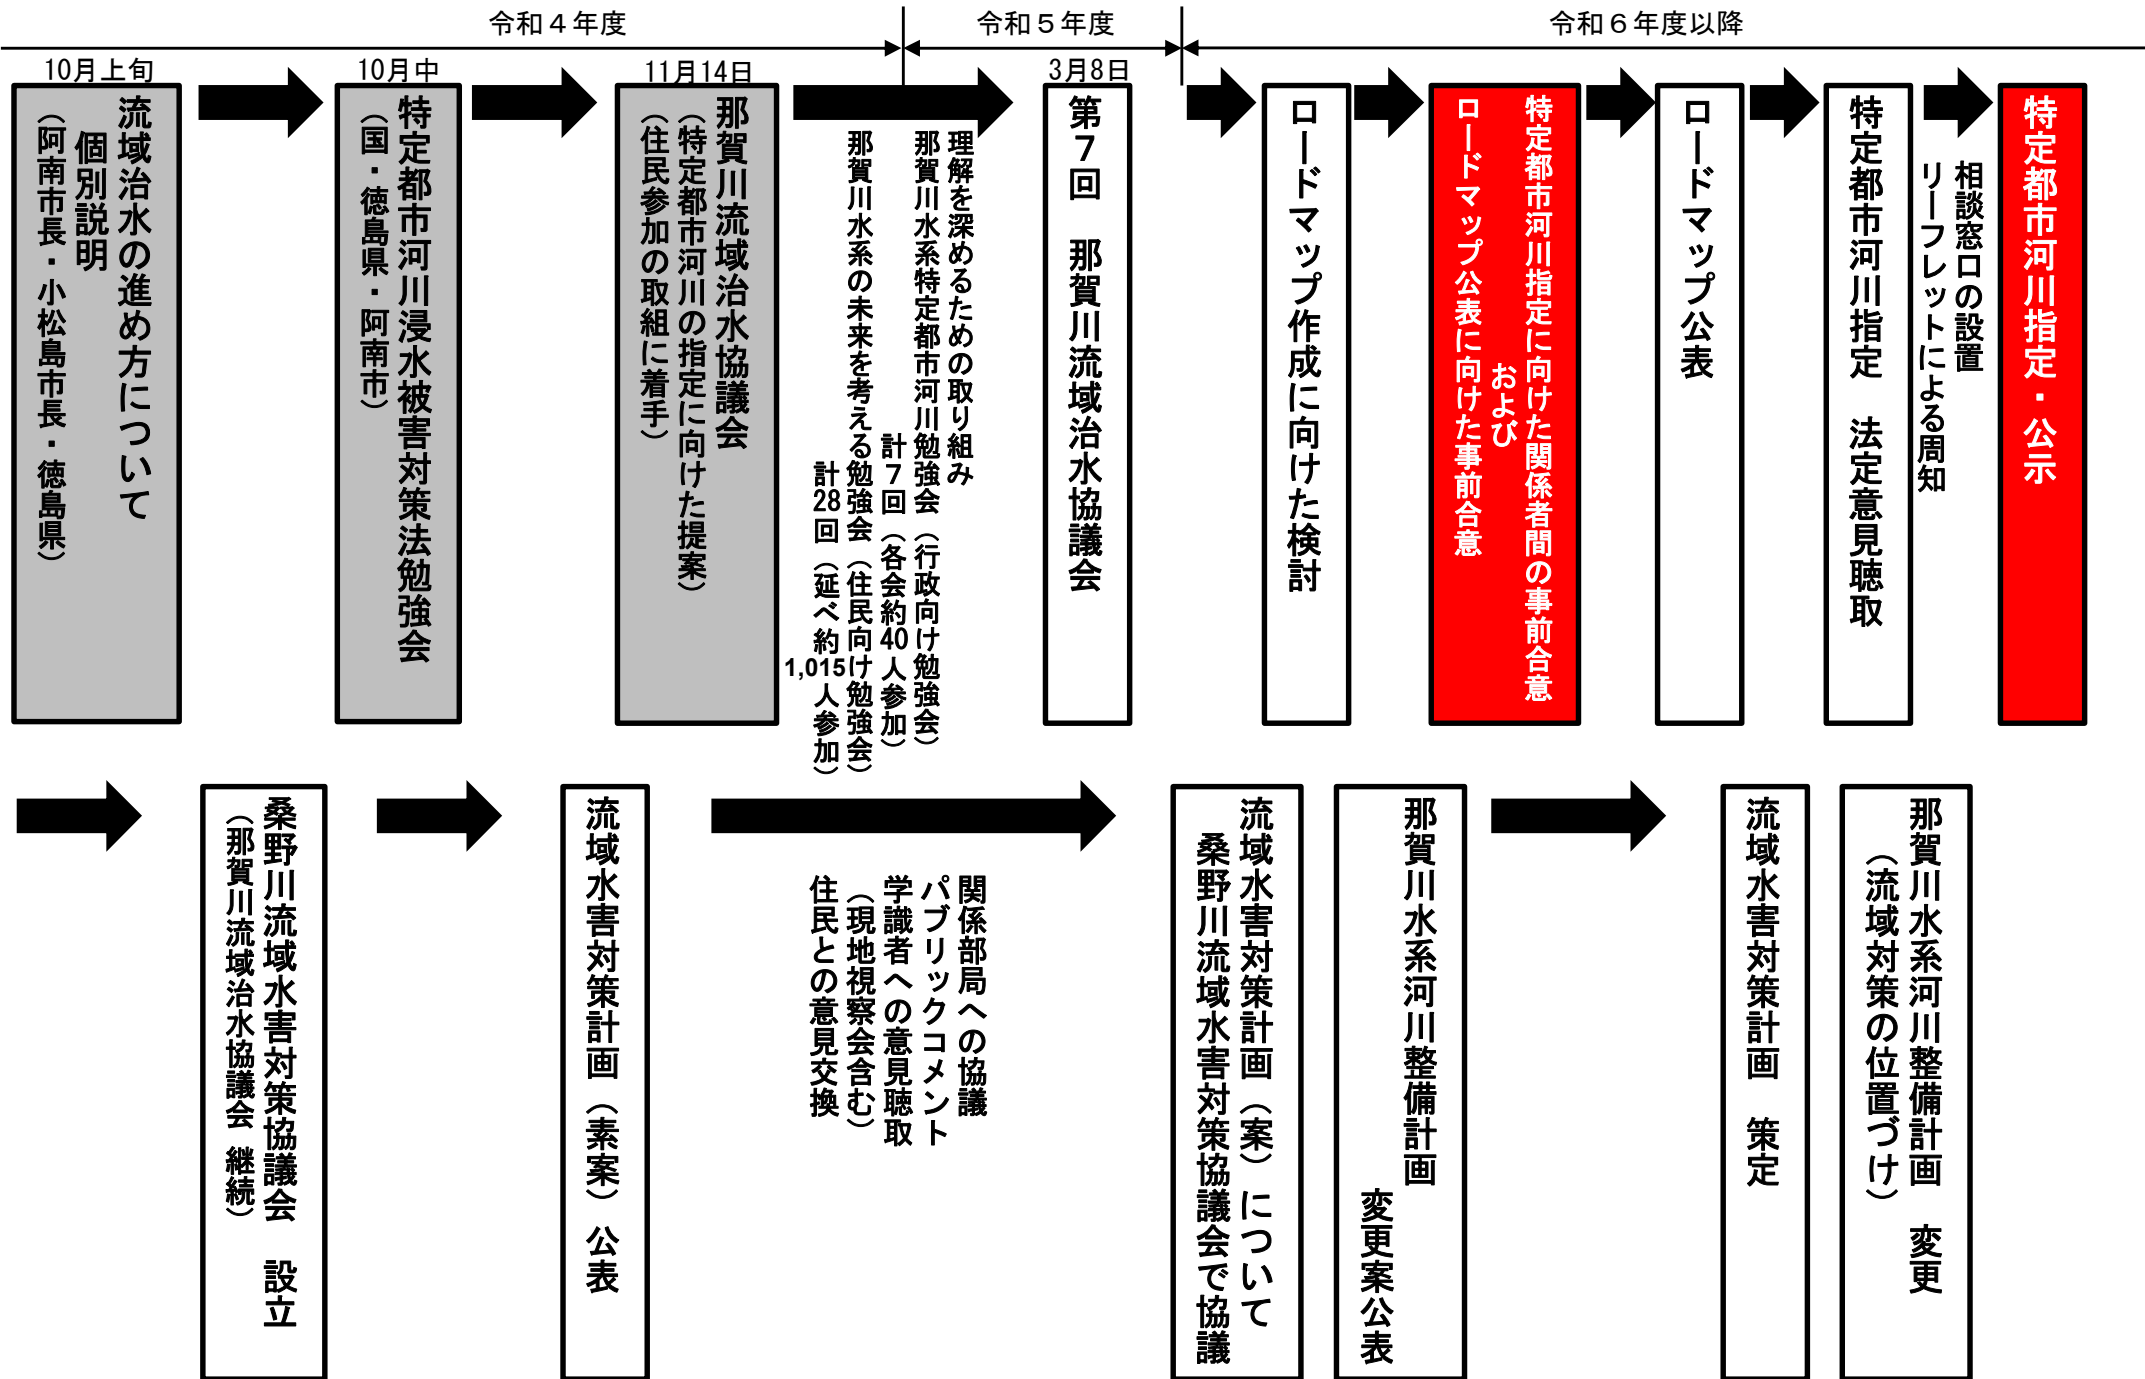 令和４年度
令和５年度
令和６年度以降
10月上旬
流域治水の進め方について
個別説明
（阿南市長・小松島市長・徳島県）
10月中
特定都市河川浸水被害対策法勉強会
（国・徳島県・阿南市）
11月14日
那賀川流域治水協議会
（特定都市河川の指定に向けた提案）
（住民参加の取組に着手）
理解を深めるための取り組み
那賀川水系特定都市河川勉強会（行政向け勉強会）
計７回（各会約40人参加）
那賀川水系の未来を考える勉強会（住民向け勉強会）
計28回（延べ約1,015人参加）
3月8日
第７回　那賀川流域治水協議会
ロードマップ作成に向けた検討
特定都市河川指定に向けた関係者間の事前合意
および
ロードマップ公表に向けた事前合意
ロードマップ公表
特定都市河川指定　法定意見聴取
相談窓口の設置
リーフレットによる周知
特定都市河川指定・公示
桑野川流域水害対策協議会　設立
（那賀川流域治水協議会 継続）
流域水害対策計画（素案）公表
関係部局への協議
パブリックコメント
学識者への意見聴取
（現地視察会含む）
住民との意見交換
流域水害対策計画（案）について
桑野川流域水害対策協議会で協議
那賀川水系河川整備計画
変更案公表
流域水害対策計画　策定
那賀川水系河川整備計画　変更
（流域対策の位置づけ）